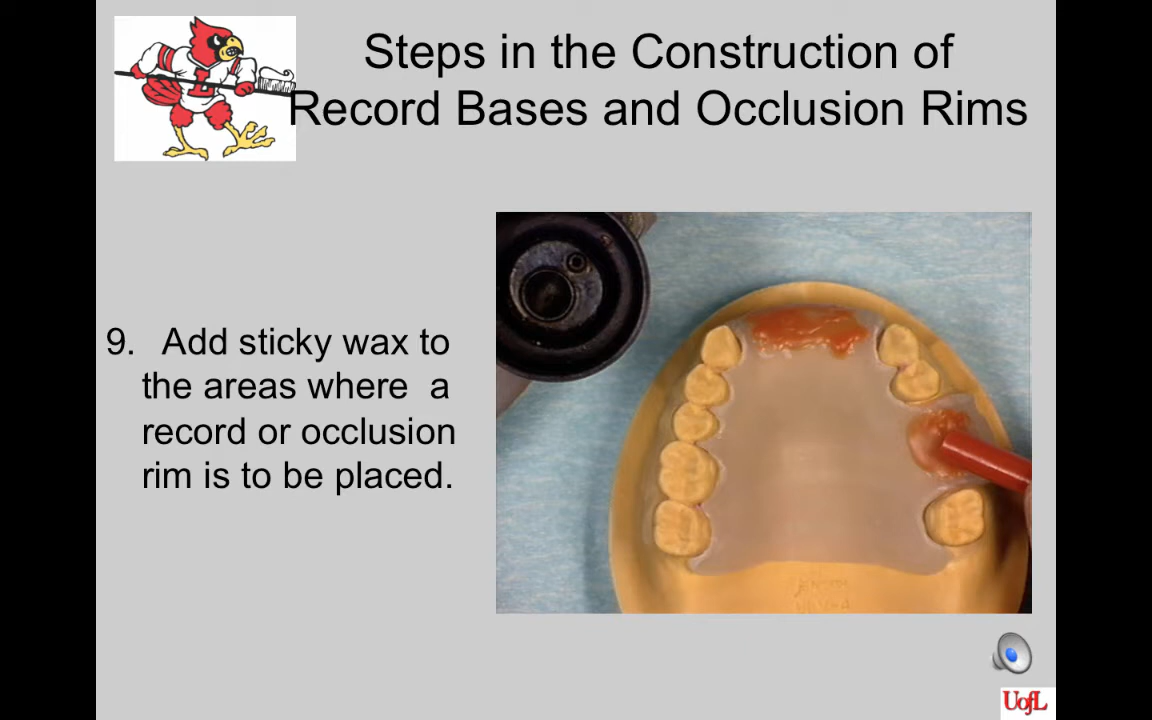 Steps in the Construction of
Record Bases and Occlusion Rims
9. Add sticky wax to
the areas where a
record or occlusion
rim is to be placed.
L
UofL